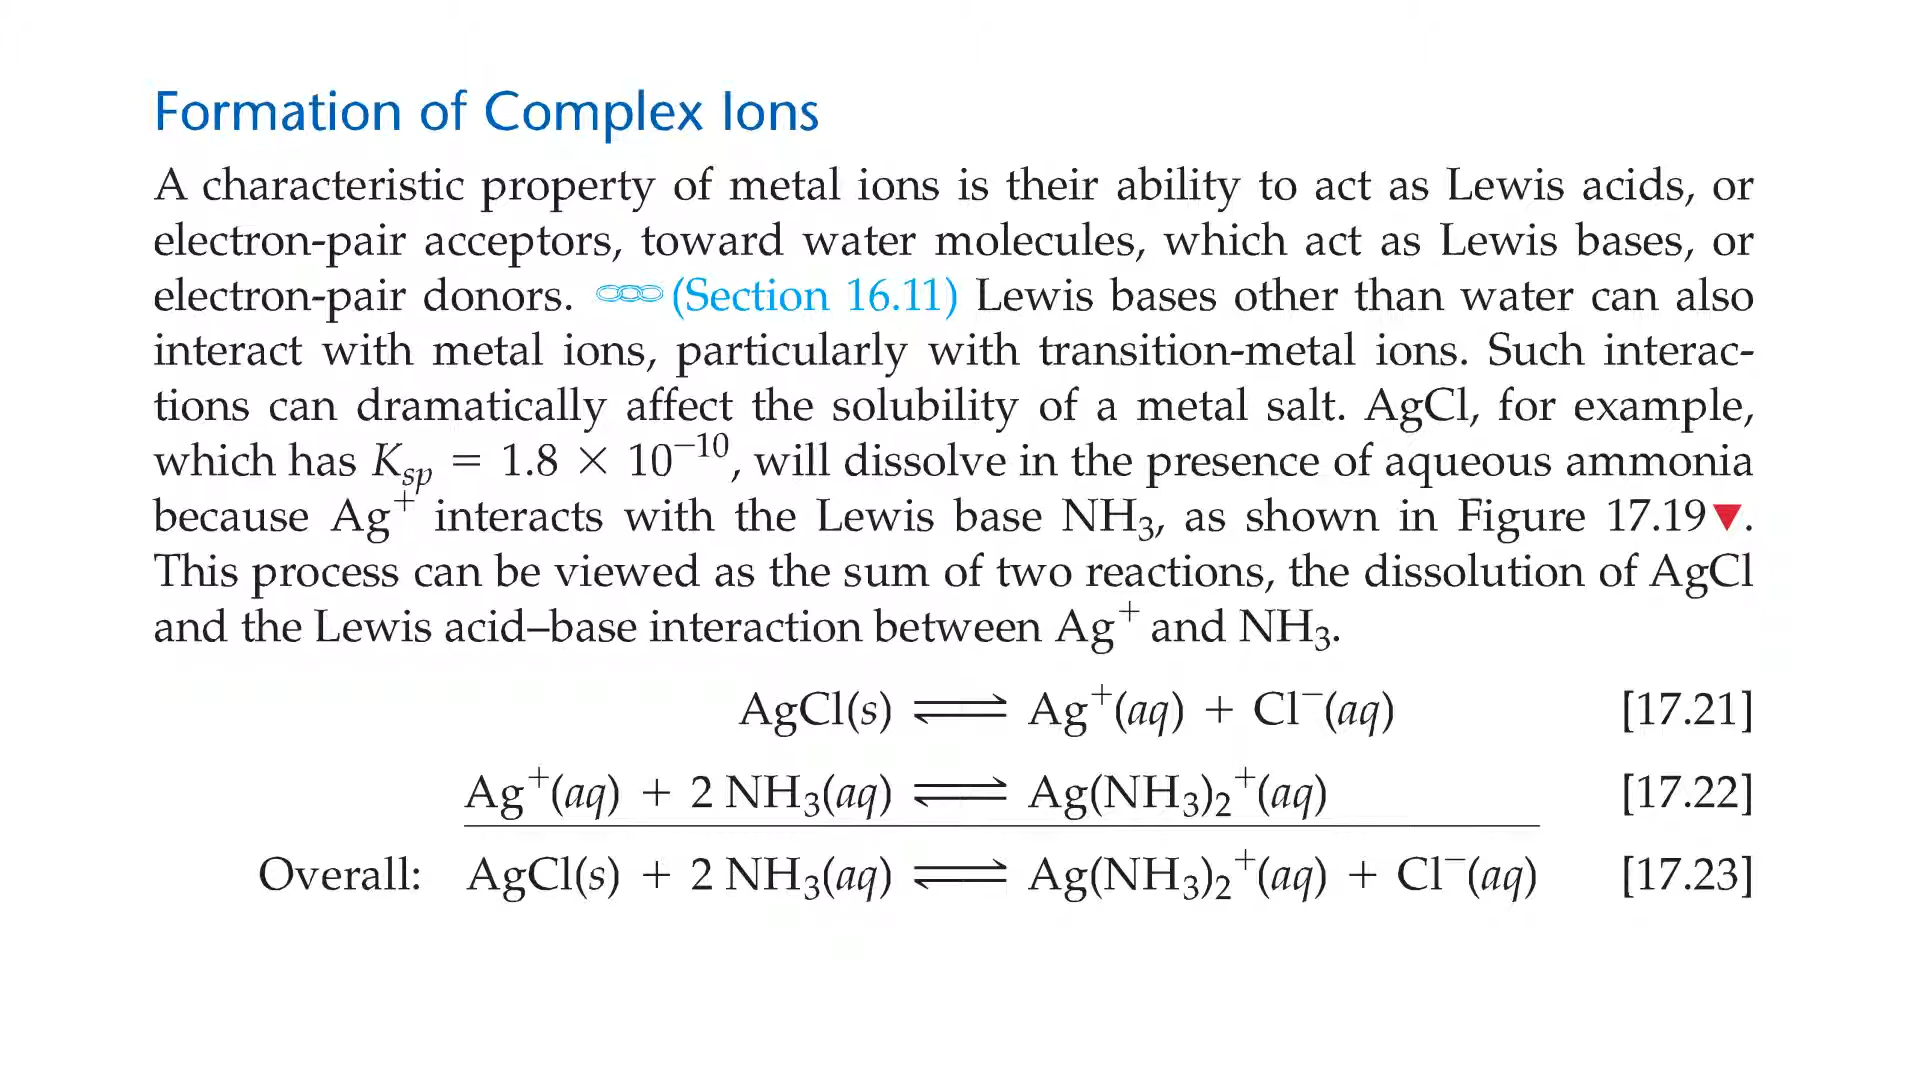 Formation of Complex Ions
A characteristic property of metal ions is their ability to act as Lewis acids, or
electron-pair acceptors, toward water molecules, which act as Lewis bases, or
electron-pair donors. (Section 16.11) Lewis bases other than water can also
interact with metal ions, particularly with transition-metal ions. Such interac-
tions can dramatically affect the solubility of a metal salt. AgCl, for example,
which has Ksp = 1.8 × 10⁻¹⁰, will dissolve in the presence of aqueous ammonia
because Ag⁺ interacts with the Lewis base NH₃, as shown in Figure 17.19▼.
This process can be viewed as the sum of two reactions, the dissolution of AgCl
and the Lewis acid–base interaction between Ag⁺ and NH₃.
AgCl(s) ⇌ Ag⁺(aq) + Cl⁻(aq) [17.21]
Ag⁺(aq) + 2 NH₃(aq) ⇌ Ag(NH₃)₂⁺(aq) [17.22]
Overall: AgCl(s) + 2 NH₃(aq) ⇌ Ag(NH₃)₂⁺(aq) + Cl⁻(aq) [17.23]